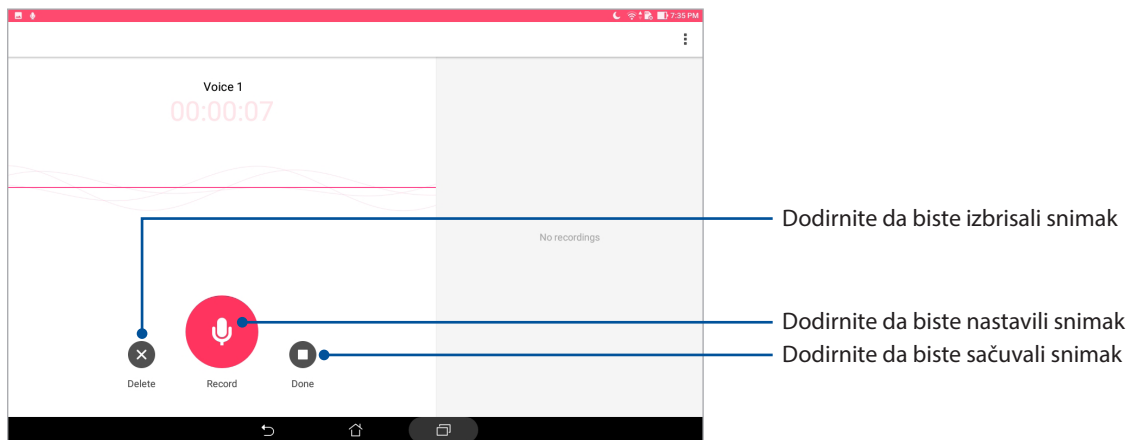 7:35 PM
Voice 1
00:00:07
No recordings
Delete
Record
Done
Dodirnite da biste izbrisali snimak
Dodirnite da biste nastavili snimak
Dodirnite da biste sačuvali snimak